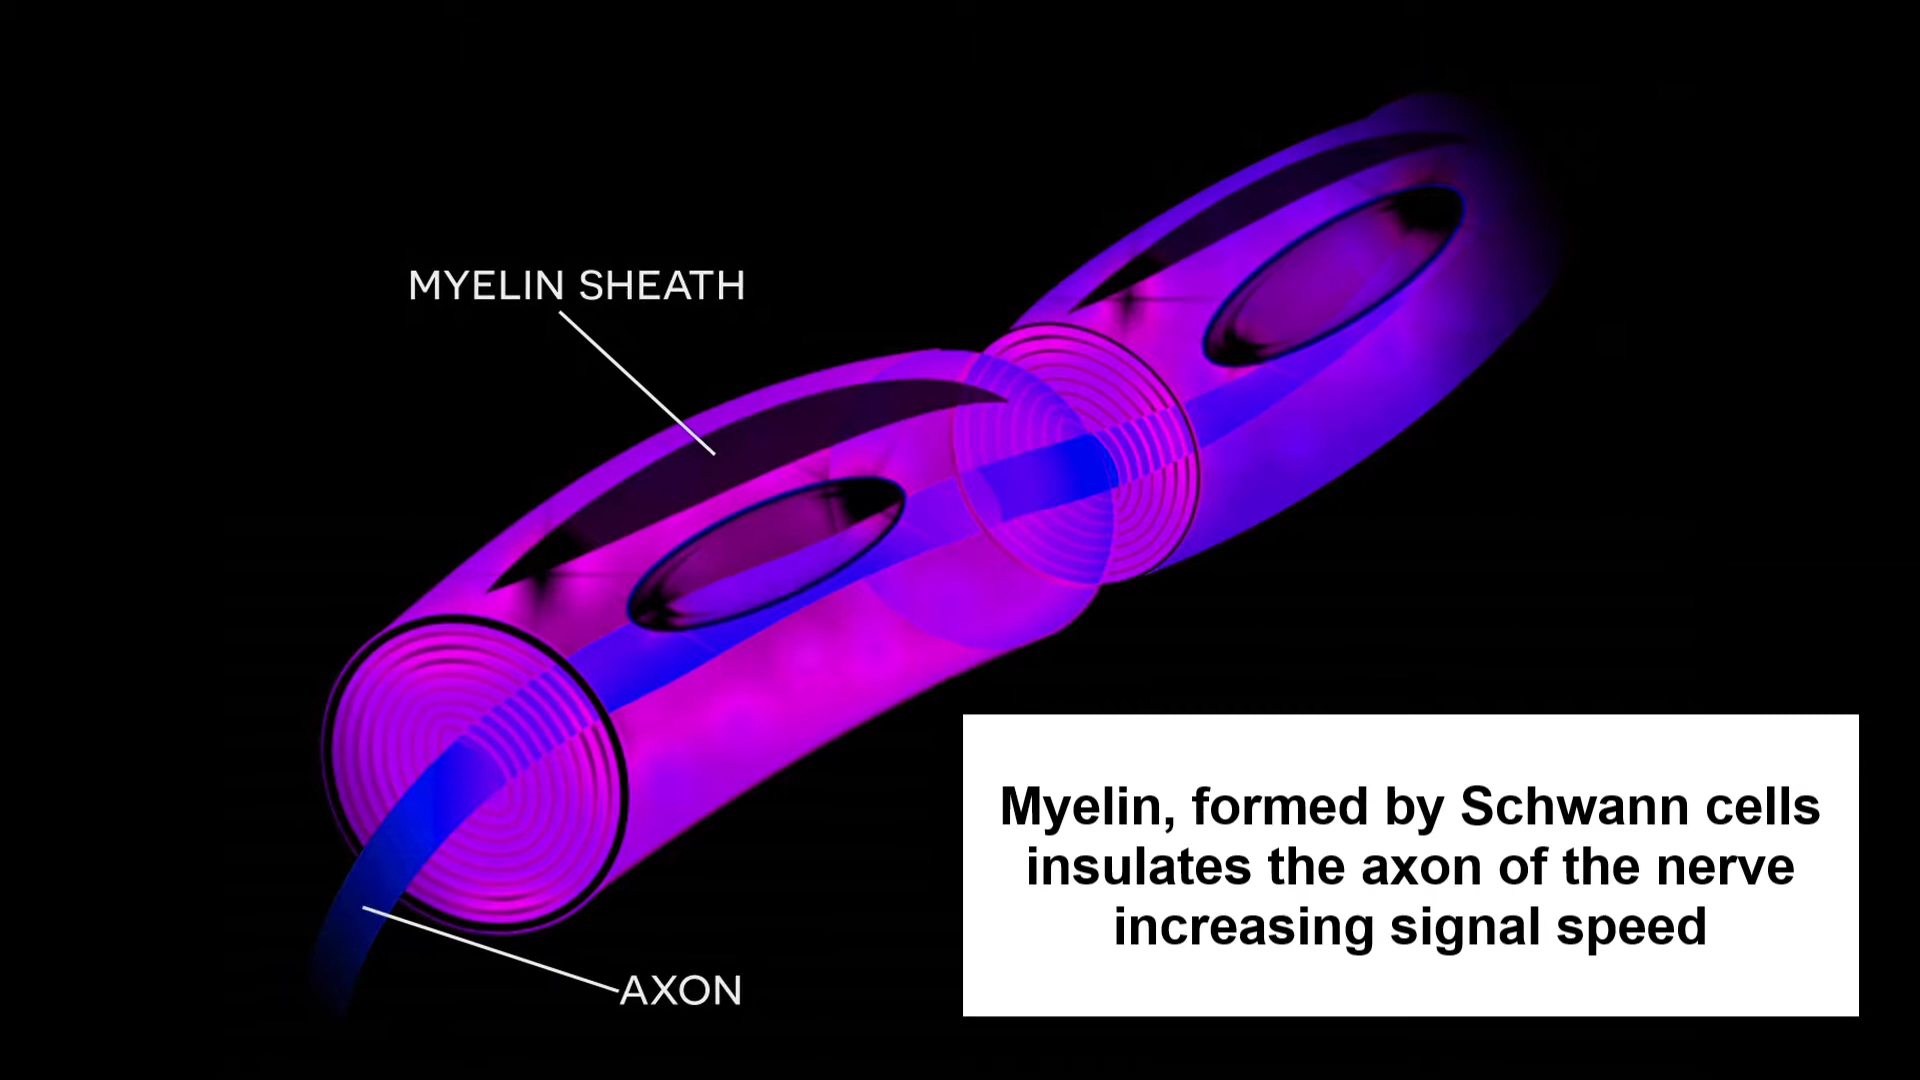 MYELIN SHEATH
Myelin, formed by Schwann cells
insulates the axon of the nerve
increasing signal speed
AXON